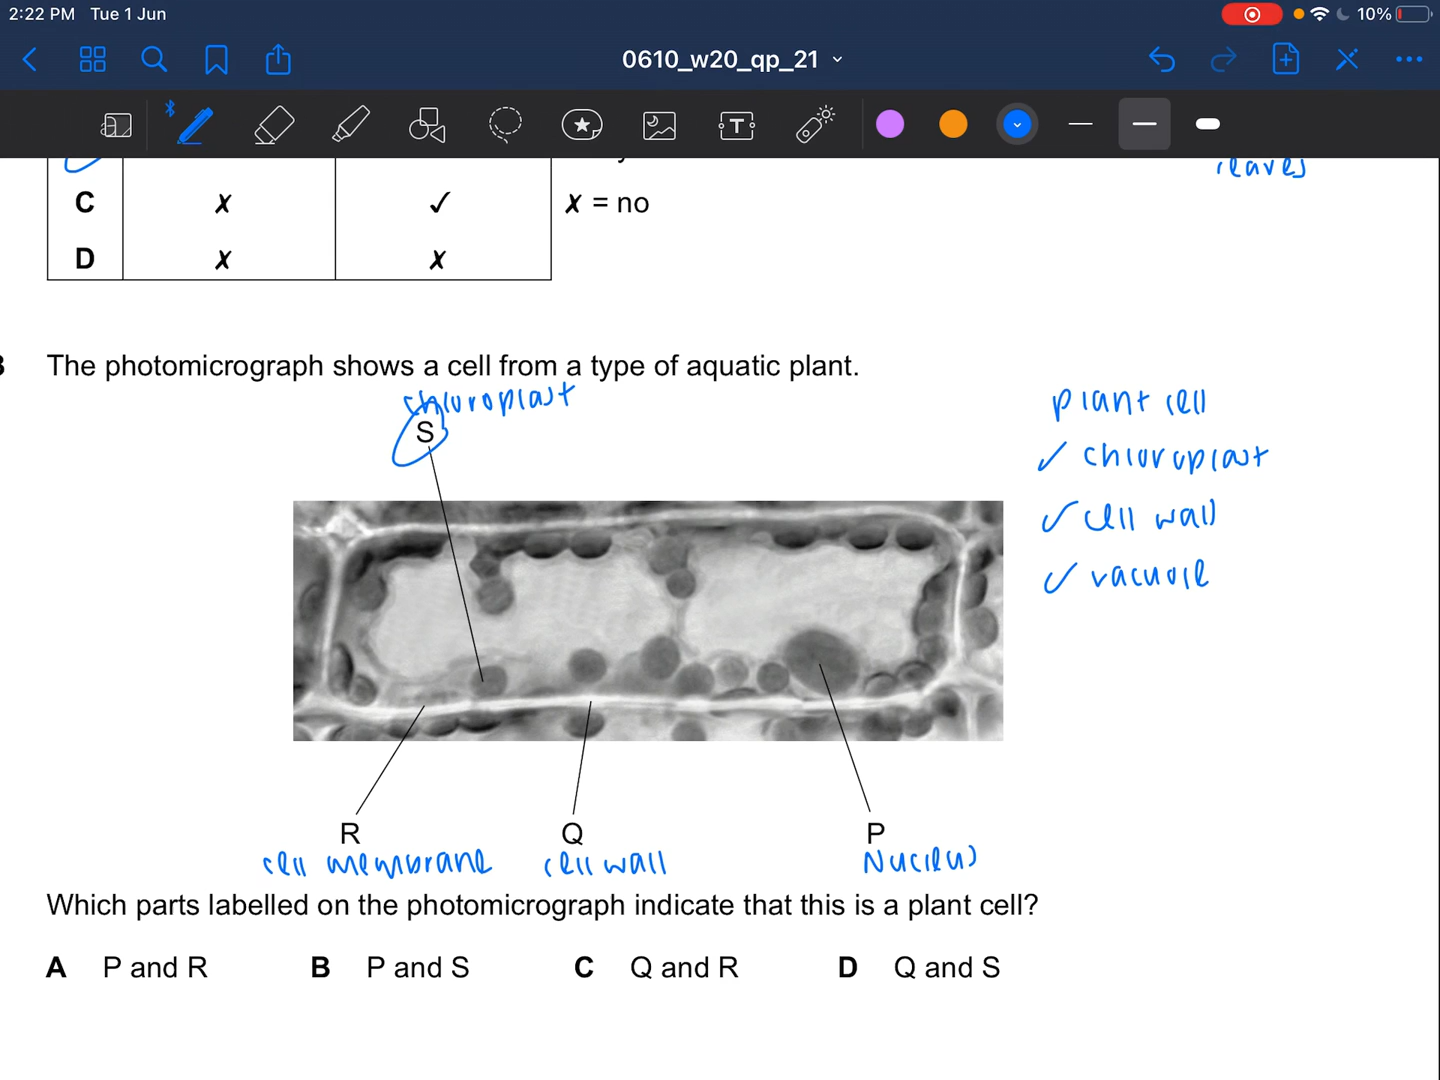 2:22 PM Tue 1 Jun
10%
0610_w20_qp_21
T
leaves
C ✗ ✓ ✗ = no
D ✗ ✗
The photomicrograph shows a cell from a type of aquatic plant.
chloroplast
S
plant cell
✓ chloroplast
✓ cell wall
✓ vacuole
R Q P
cell membrane cell wall Nucleus
Which parts labelled on the photomicrograph indicate that this is a plant cell?
A P and R B P and S C Q and R D Q and S